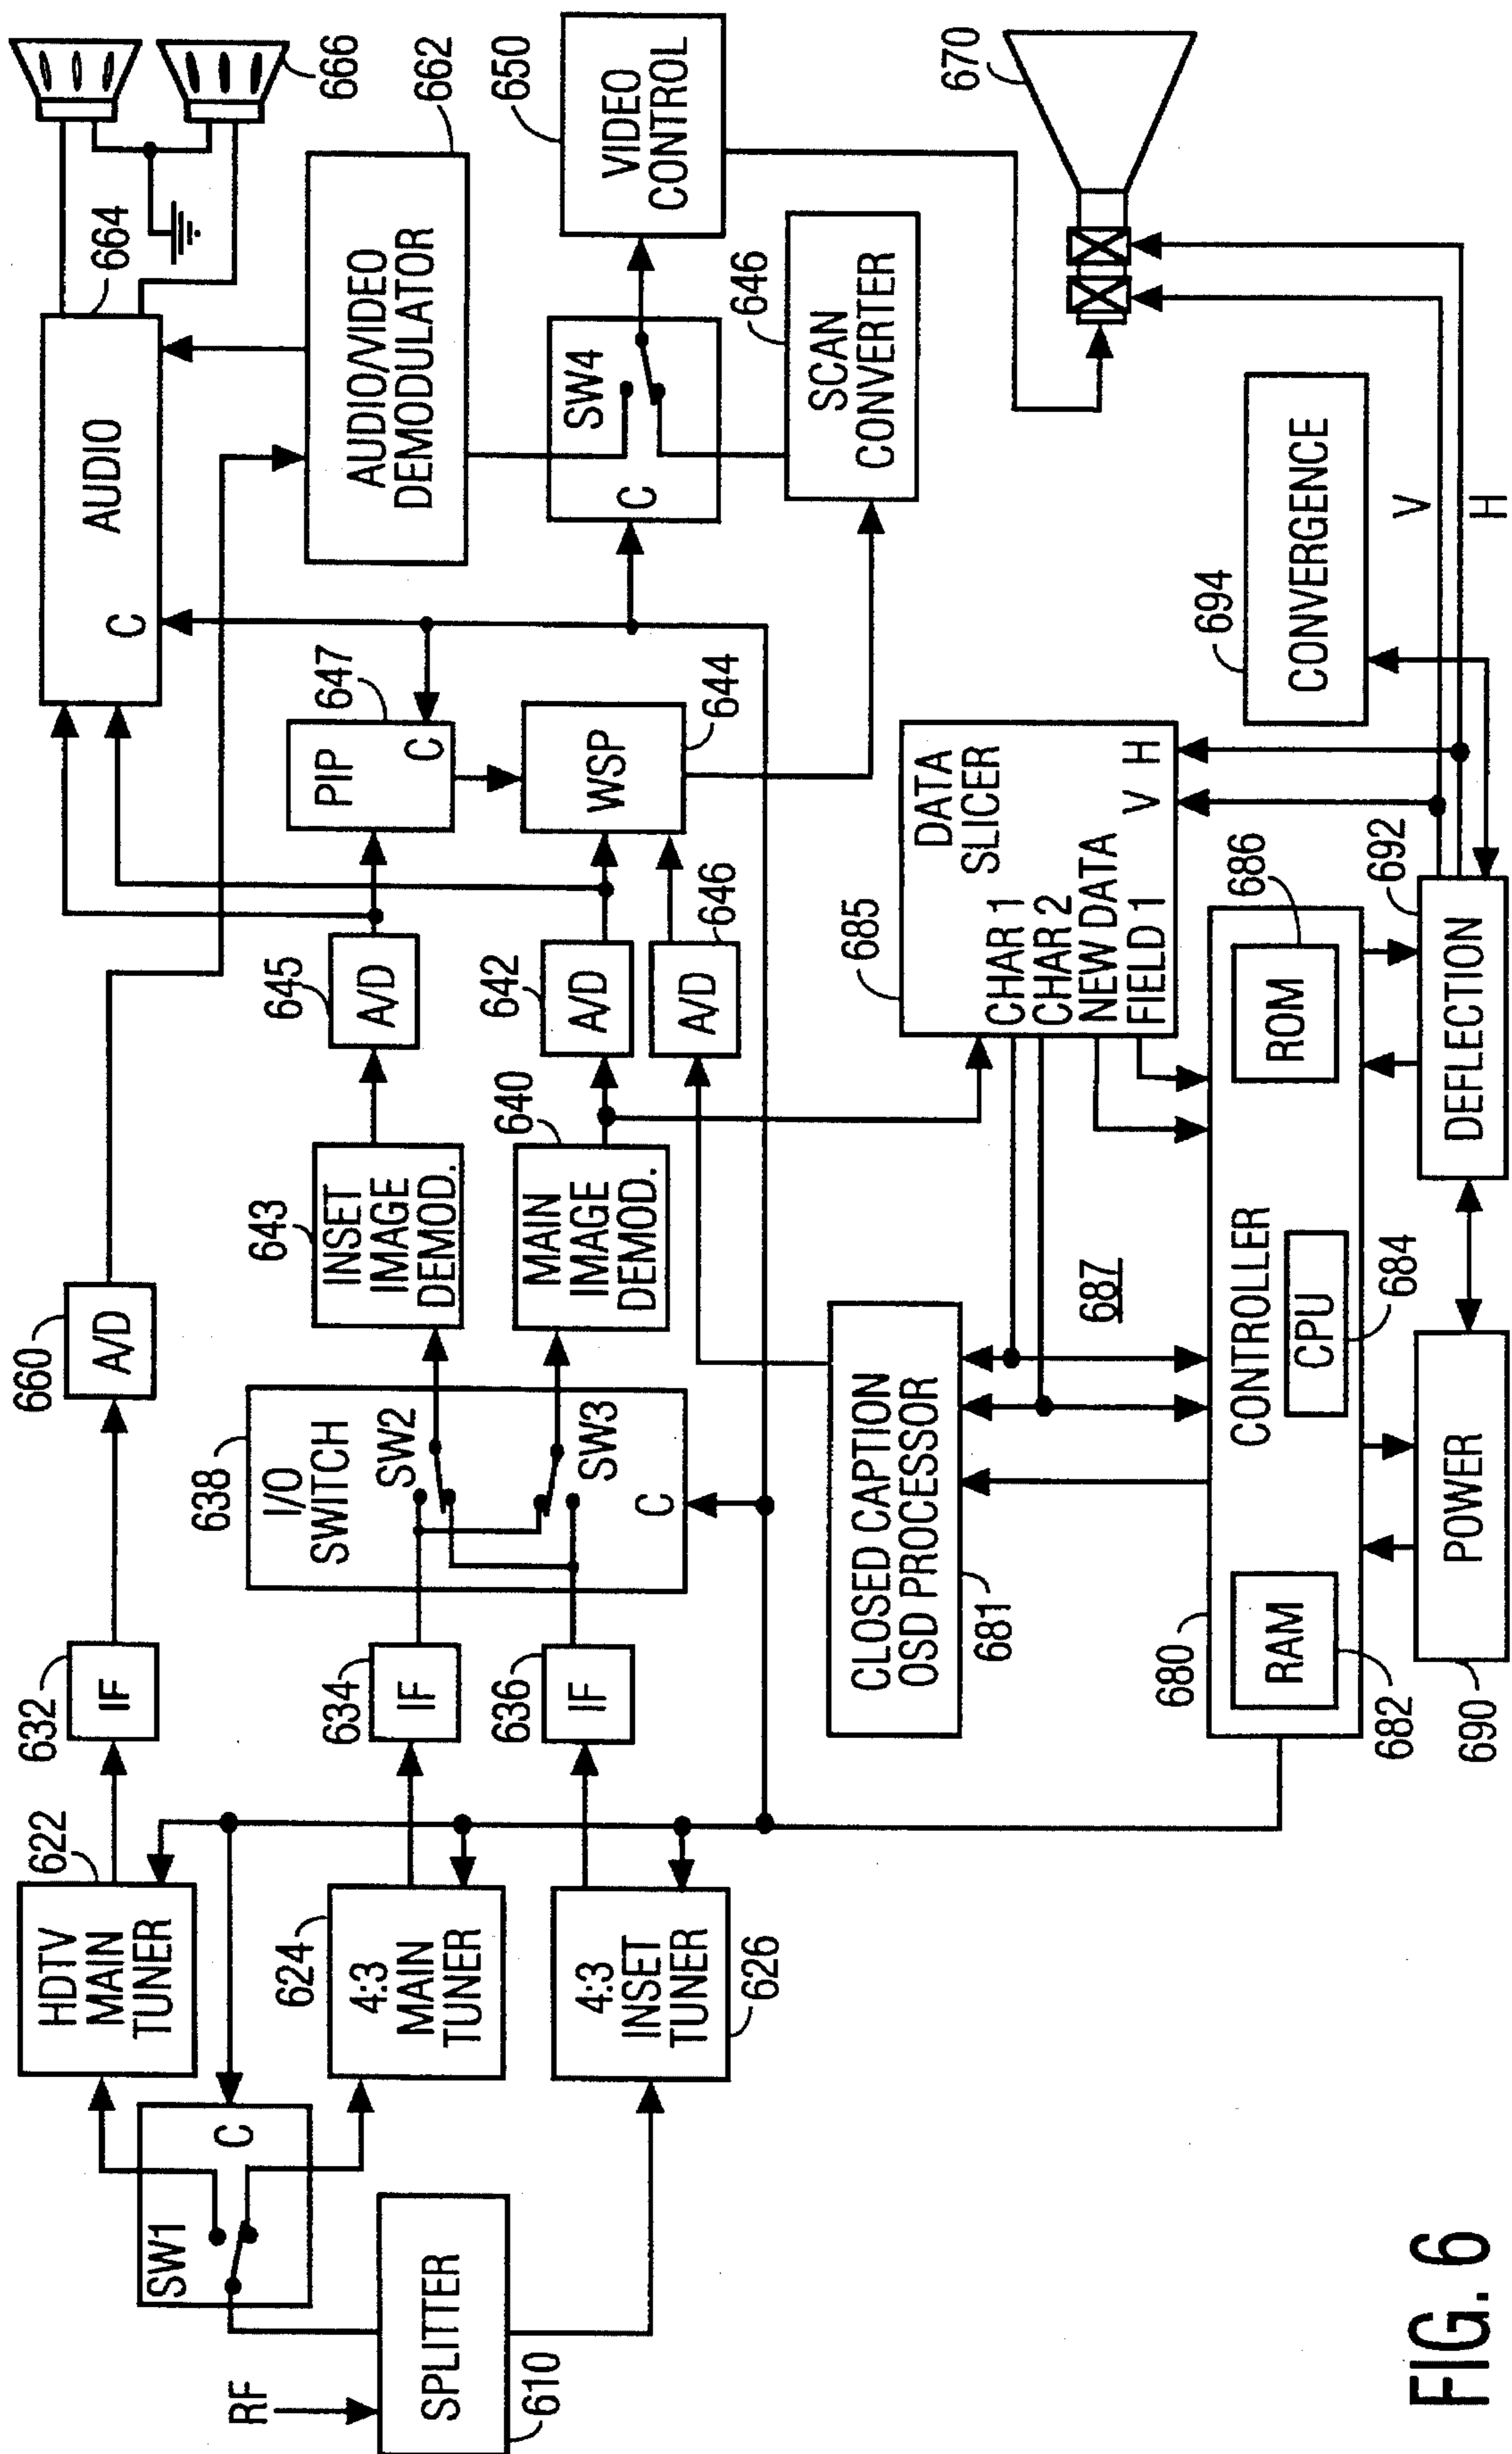 RF
SPLITTER
610
SW1
C
HDTV
MAIN
TUNER
622
4:3
MAIN
TUNER
624
4:3
INSET
TUNER
626
IF
632
IF
634
IF
636
I/O
SWITCH
638
SW2
SW3
C
A/D
660
INSET
IMAGE
DEMOD.
643
MAIN
IMAGE
DEMOD.
640
A/D
645
A/D
642
A/D
646
PIP
C
647
WSP
644
AUDIO
C
664
666
AUDIO/VIDEO
DEMODULATOR
662
SW4
C
VIDEO
CONTROL
650
SCAN
CONVERTER
646
670
CLOSED CAPTION
OSD PROCESSOR
681
DATA
SLICER
685
CHAR 1
CHAR 2
NEW DATA
FIELD 1
V
H
687
CONTROLLER
680
RAM
682
CPU
684
ROM
686
POWER
690
DEFLECTION
692
CONVERGENCE
694
V
H
FIG. 6